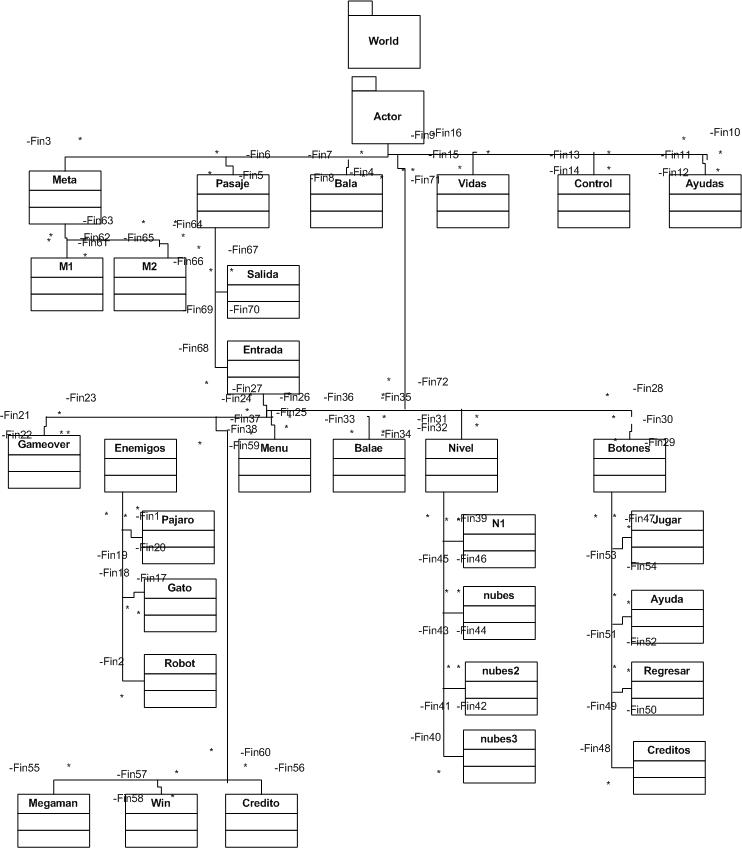 World
Actor
-Fin9 -Fin16 -Fin10
-Fin3 * *
* -Fin6 -Fin7 * -Fin15 * -Fin13 * -Fin11 *
Meta * Pasaje -Fin5 Bala -Fin8 -Fin4 * -Fin71 Vidas * Control -Fin14 * Ayudas -Fin12 *
-Fin63 * * -Fin64
* * -Fin62 -Fin61 -Fin65 *
* M1 M2 -Fin66 * -Fin67
* * Salida
Fin69 -Fin70
-Fin68 Entrada
* -Fin27 * -Fin72 -Fin28
-Fin23 -Fin24 -Fin26 -Fin36 * -Fin35 *
-Fin21 * * -Fin25
-Fin22 * * -Fin37 -Fin33 * -Fin31 * -Fin30
-Fin38 * * * -Fin34 -Fin32 *
Gameover Enemigos * -Fin59 Menu Balae Nivel Botones * -Fin29
* * * -Fin1 Pajaro * * * -Fin39 N1 * * -Fin47 * Jugar
-Fin19 -Fin20 -Fin45 -Fin46 -Fin53 -Fin54
-Fin18 -Fin17 Gato * * nubes * * Ayuda
* * -Fin43 -Fin44 -Fin51 -Fin52
-Fin2 Robot * * nubes2 * * Regresar
* -Fin41 -Fin42 -Fin49 -Fin50
-Fin40 nubes3 -Fin48 Creditos
* *
* -Fin60
-Fin55 * -Fin57 * -Fin56
Megaman -Fin58 Win * Credito